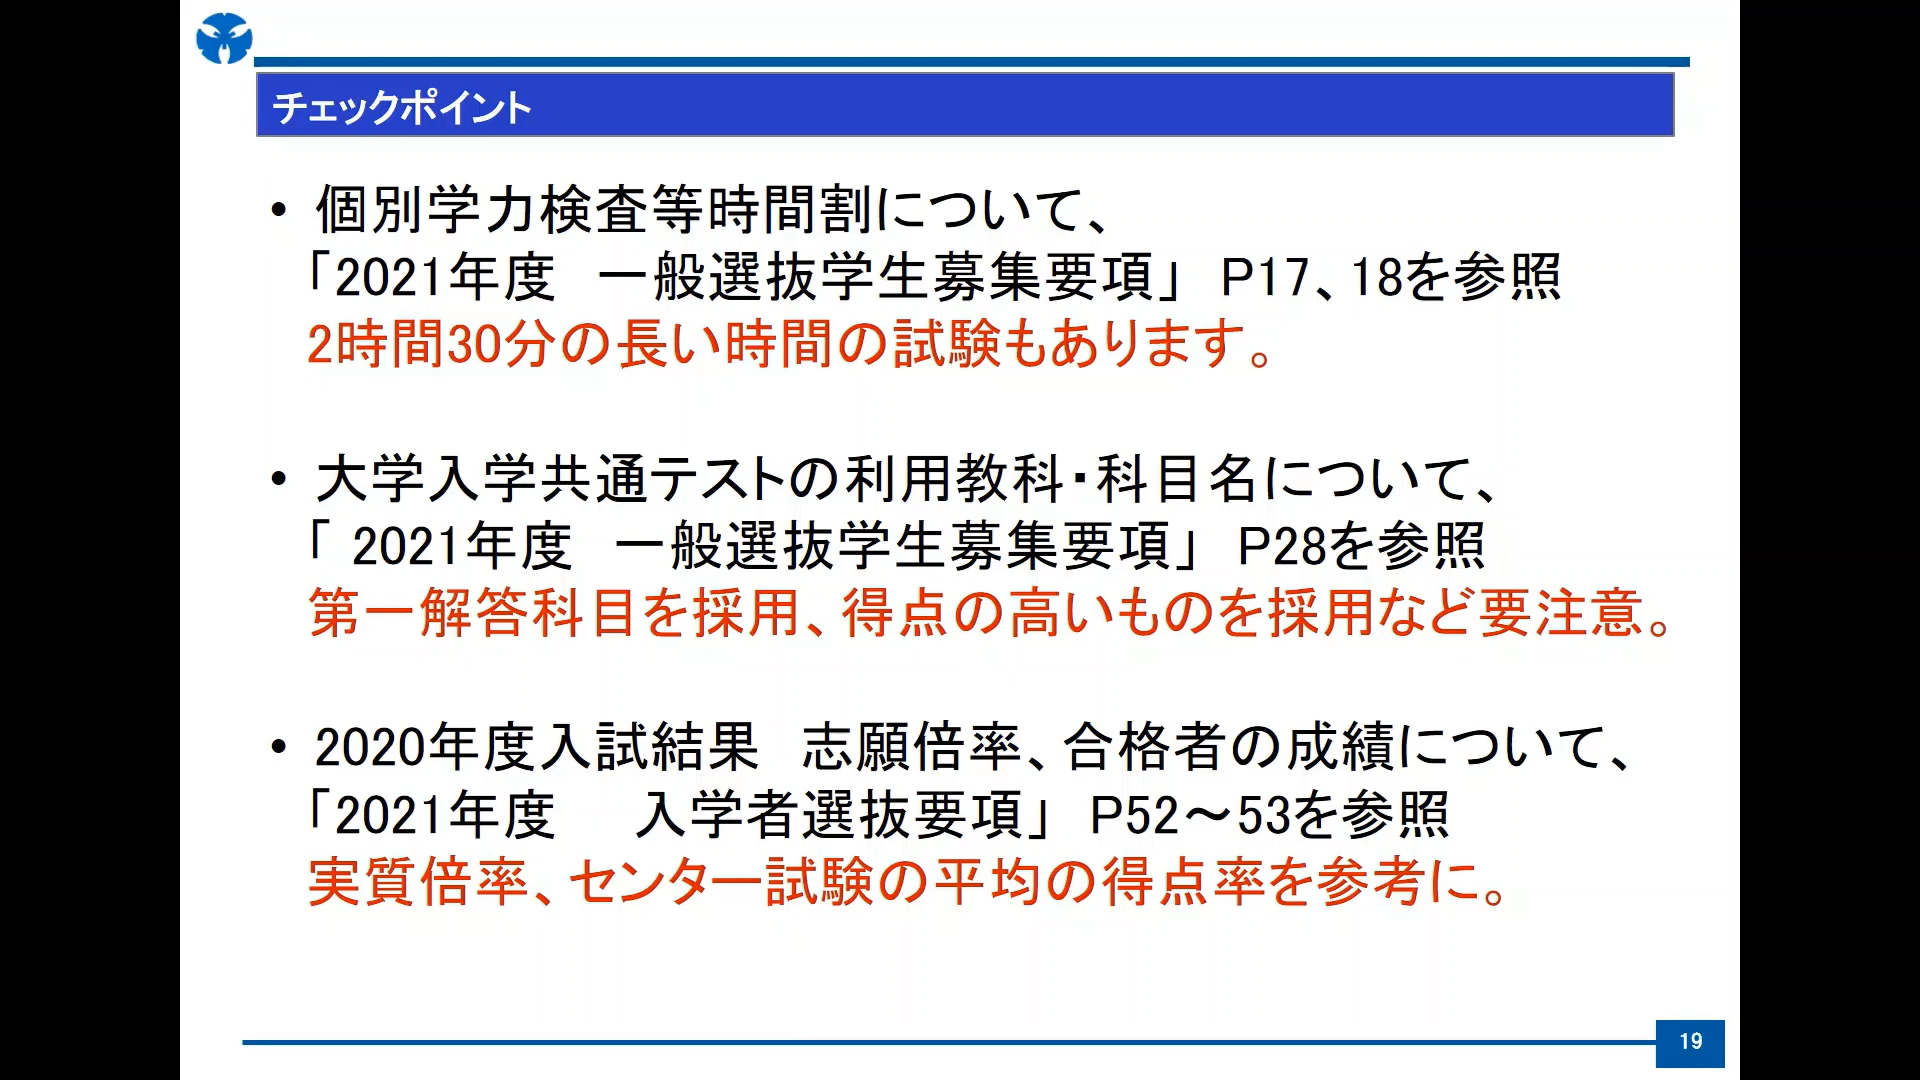 チェックポイント
• 個別学力検査等時間割について、
「2021年度　一般選抜学生募集要項」　P17、18を参照
2時間30分の長い時間の試験もあります。
• 大学入学共通テストの利用教科・科目名について、
「 2021年度　一般選抜学生募集要項」　P28を参照
第一解答科目を採用、得点の高いものを採用など要注意。
• 2020年度入試結果　志願倍率、合格者の成績について、
「2021年度　 入学者選抜要項」　P52～53を参照
実質倍率、センター試験の平均の得点率を参考に。
19